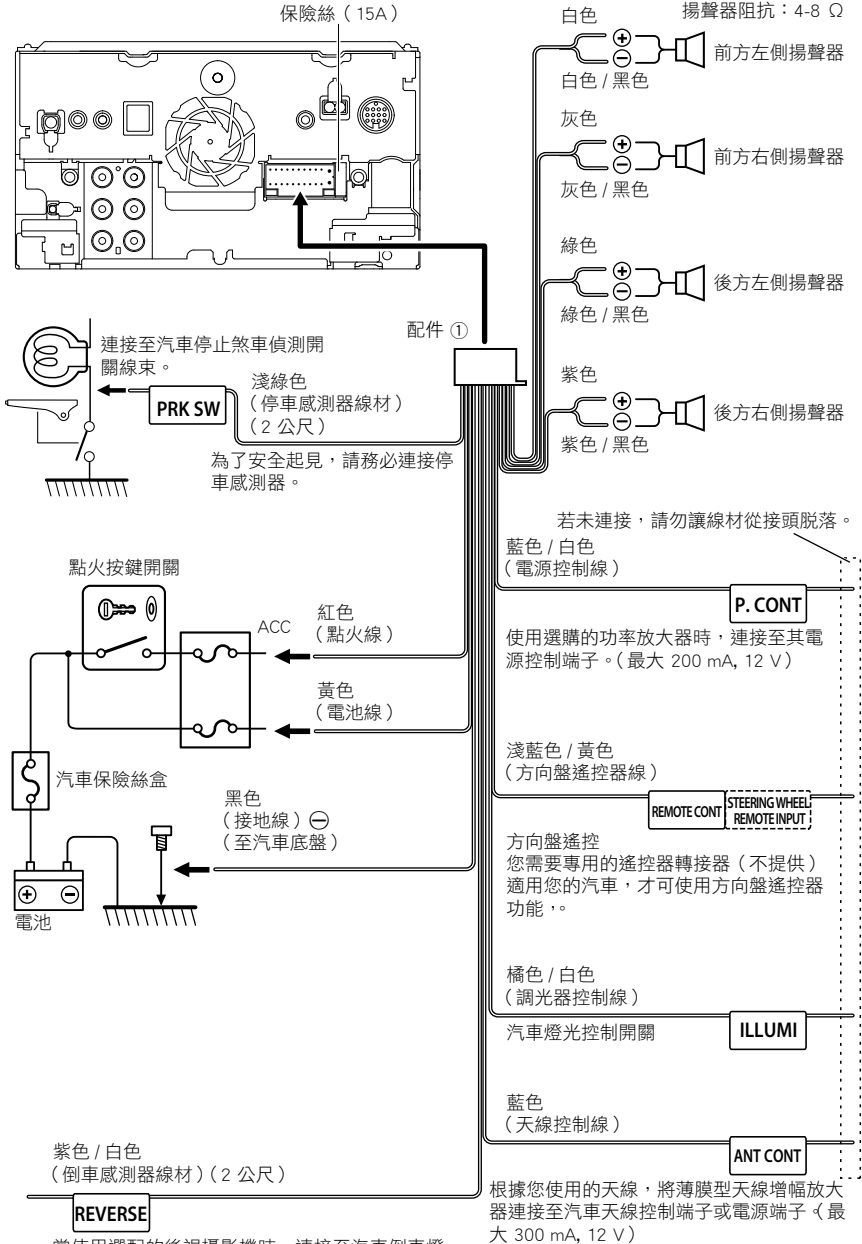 保險絲（15A）
揚聲器阻抗：4-8 Ω
白色
前方左側揚聲器
白色 / 黑色
灰色
前方右側揚聲器
灰色 / 黑色
綠色
後方左側揚聲器
綠色 / 黑色
紫色
後方右側揚聲器
紫色 / 黑色
配件 ①
連接至汽車停止煞車偵測開
關線束。
淺綠色
（停車感測器線材）
（2 公尺）
PRK SW
為了安全起見，請務必連接停
車感測器。
若未連接，請勿讓線材從接頭脫落。
藍色 / 白色
（電源控制線）
P. CONT
使用選購的功率放大器時，連接至其電
源控制端子。（最大 200 mA, 12 V）
點火按鍵開關
ACC
紅色
（點火線）
黃色
（電池線）
汽車保險絲盒
黑色
（接地線）⊖
（至汽車底盤）
電池
淺藍色 / 黃色
（方向盤遙控器線）
REMOTE CONT
STEERING WHEEL
REMOTE INPUT
方向盤遙控
您需要專用的遙控器轉接器（不提供）
適用您的汽車，才可使用方向盤遙控器
功能，。
橘色 / 白色
（調光器控制線）
汽車燈光控制開關
ILLUMI
藍色
（天線控制線）
ANT CONT
根據您使用的天線，將薄膜型天線增幅放大
器連接至汽車天線控制端子或電源端子。（最
大 300 mA, 12 V）
紫色 / 白色
（倒車感測器線材）（2 公尺）
REVERSE